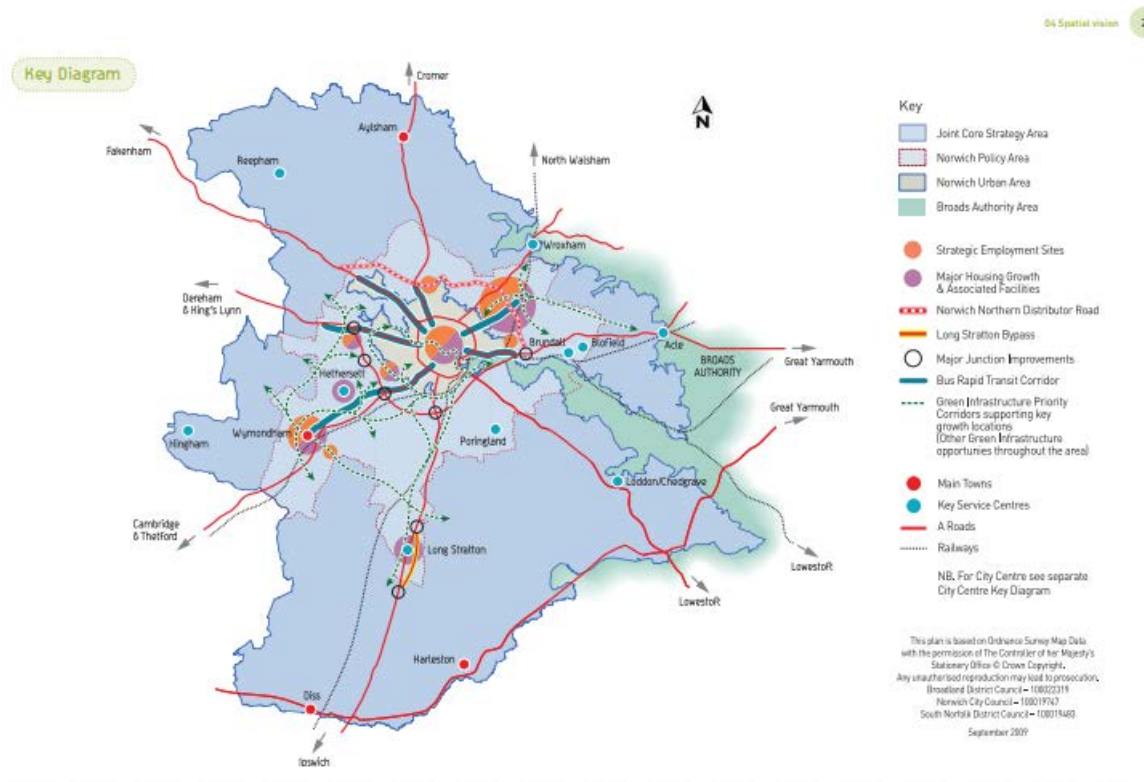 04 Spatial vision
2
Key Diagram
Cromer
Aylsham
Fakenham
Reepham
North Walsham
Wroxham
Dereham
& King's Lynn
Hethersett
Brundall
Blofield
Acle
BROADS
AUTHORITY
Great Yarmouth
Great Yarmouth
Hingham
Wymondham
Poringland
Loddon/Chedgrave
Cambridge
& Thetford
Long Stratton
Lowestoft
Lowestoft
Harleston
Diss
Ipswich
N
Key
Joint Core Strategy Area
Norwich Policy Area
Norwich Urban Area
Broads Authority Area
Strategic Employment Sites
Major Housing Growth
& Associated Facilities
Norwich Northern Distributor Road
Long Stratton Bypass
Major Junction Improvements
Bus Rapid Transit Corridor
Green Infrastructure Priority
Corridors supporting key
growth locations
(Other Green Infrastructure
opportunies throughout the area)
Main Towns
Key Service Centres
A Roads
Railways
NB. For City Centre see separate
City Centre Key Diagram
This plan is based on Ordnance Survey Map Data
with the permission of The Controller of her Majesty's
Stationery Office © Crown Copyright.
Any unauthorised reproduction may lead to prosecution.
Broadland District Council – 100022319
Norwich City Council – 100019747
South Norfolk District Council – 100019483
September 2009